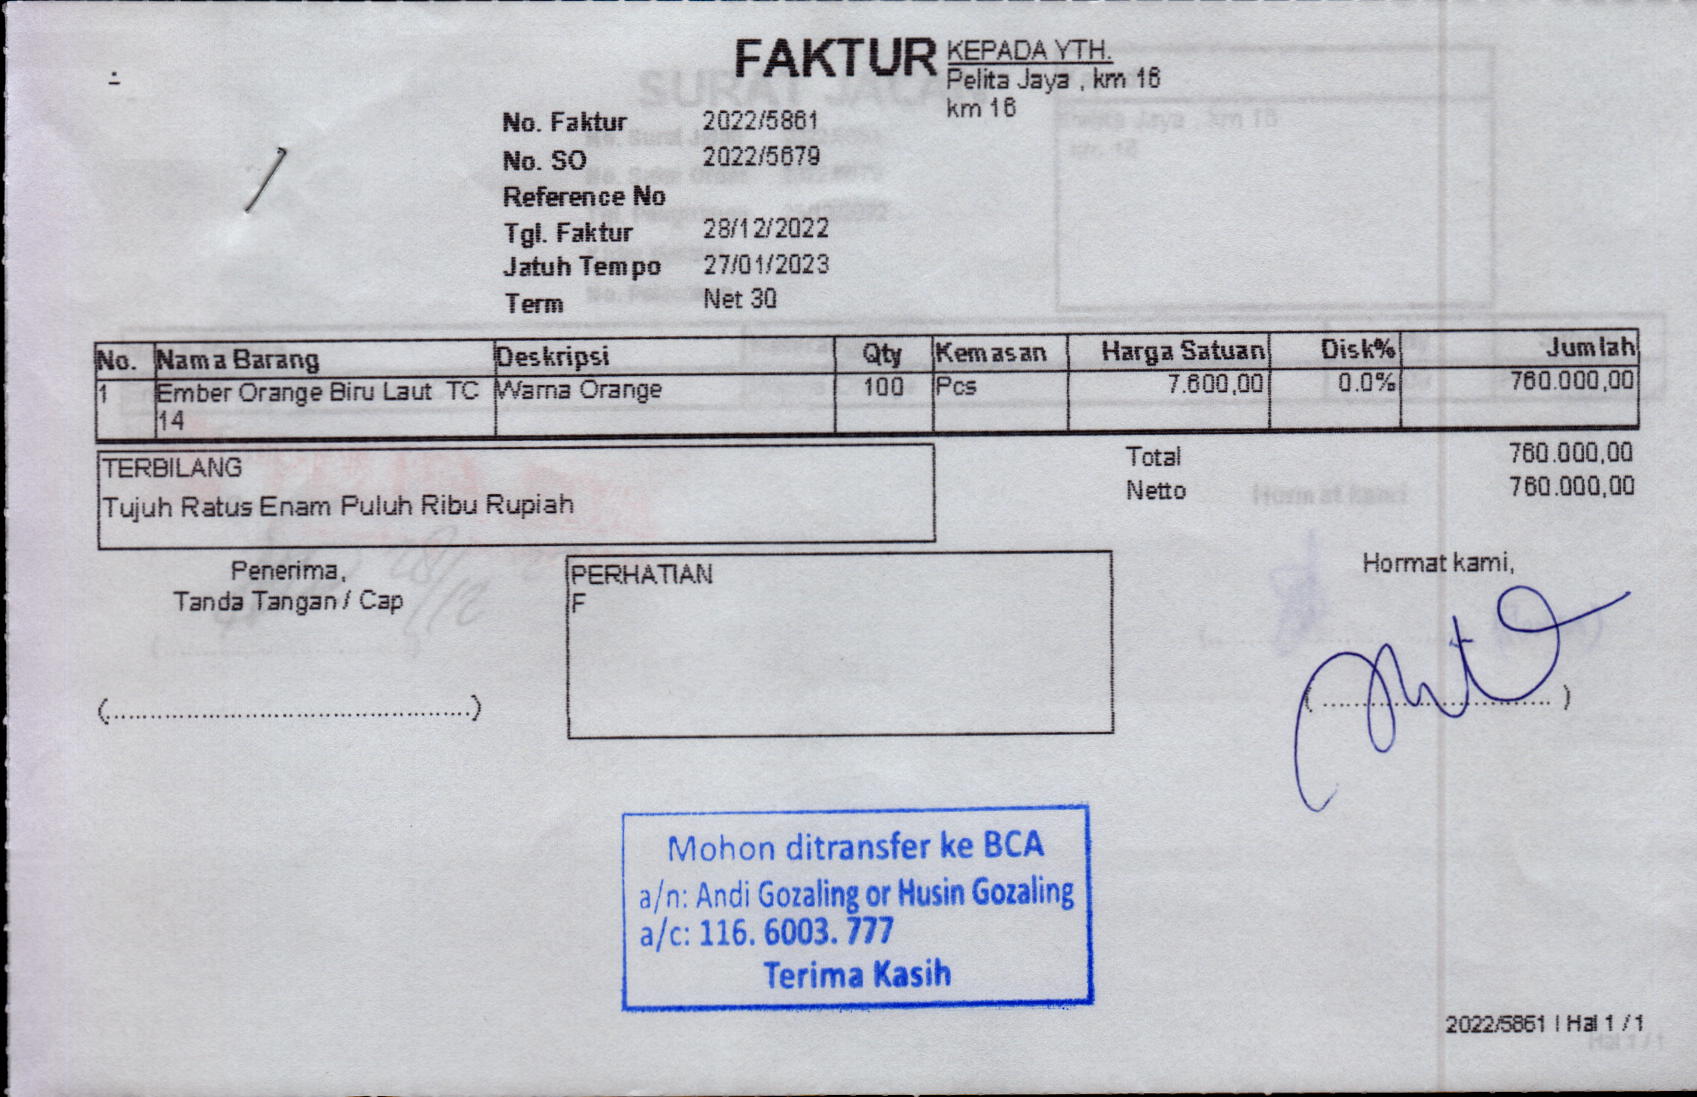 FAKTUR
KEPADA YTH.
Pelita Jaya , km 16
km 16
No. Faktur 2022/5861
No. SO 2022/5679
Reference No
Tgl. Faktur 28/12/2022
Jatuh Tempo 27/01/2023
Term Net 30
No. Nama Barang Deskripsi Qty Kemasan Harga Satuan Disk% Jumlah
1 Ember Orange Biru Laut TC Warna Orange 100 Pcs 7.600,00 0.0% 760.000,00
14
TERBILANG
Tujuh Ratus Enam Puluh Ribu Rupiah
Total 760.000,00
Netto 760.000,00
Penerima,
Tanda Tangan / Cap
PERHATIAN
F
Hormat kami,
(..................................................)
( .................................. )
Mohon ditransfer ke BCA
a/n: Andi Gozaling or Husin Gozaling
a/c: 116. 6003. 777
Terima Kasih
2022/5861 | Hal 1 / 1